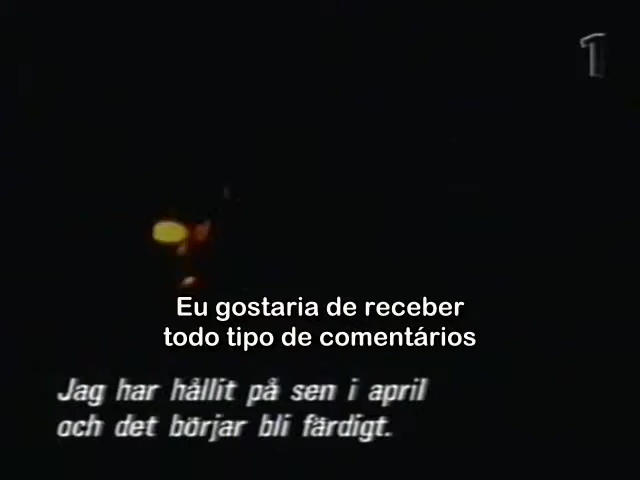 1
Eu gostaria de receber
todo tipo de comentários
Jag har hållit på sen i april
och det börjar bli färdigt.